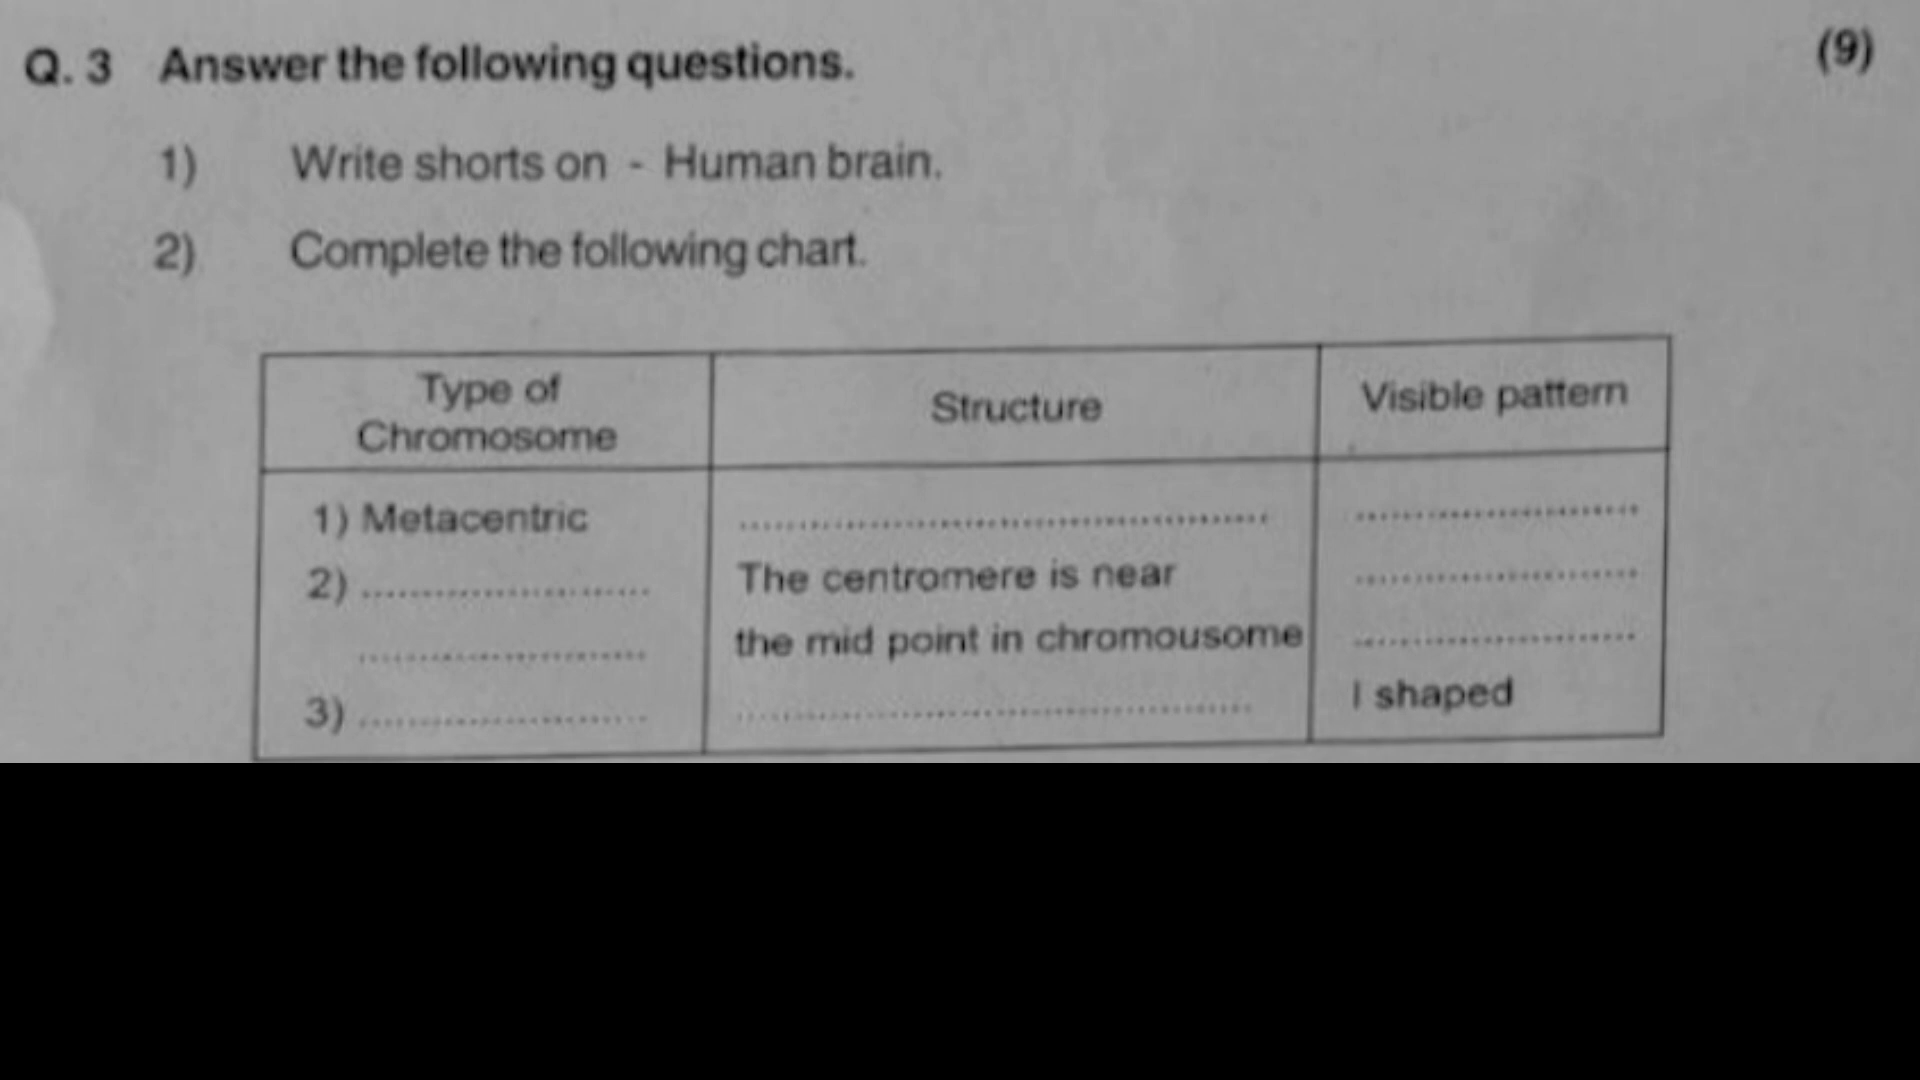 Q. 3 Answer the following questions. (9)
1) Write shorts on - Human brain.
2) Complete the following chart.
Type of Chromosome Structure Visible pattern
1) Metacentric .......................................... ........................
2) ........................ The centromere is near ........................
........................ the mid point in chromousome ........................
3) ........................ .......................................... I shaped